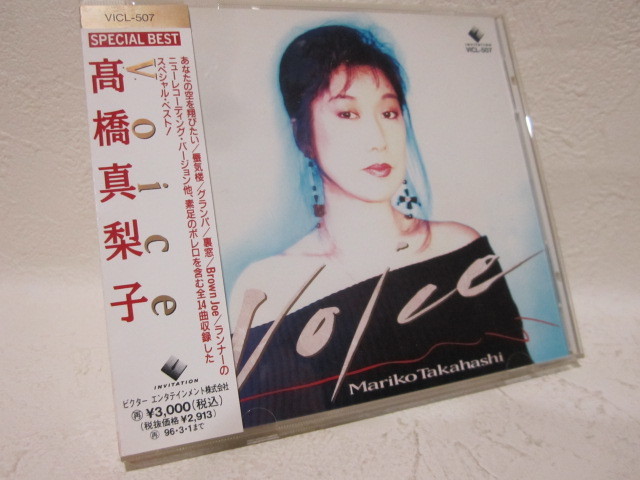 VICL-507
SPECIAL BEST
voice
髙橋真梨子
あなたの空を翔びたい/蜃気楼/グランパ/裏窓/Brown Joe/ランナーの
ニューレコーディング・バージョン他、素足のボレロを含む全14曲収録した
スペシャル・ベスト!
INVITATION
ビクター エンタテインメント株式会社
再 ¥3,000(税込)
(税抜価格 ¥2,913)
再 96・3・1まで
INVITATION
VICL-507
Voice
Mariko Takahashi